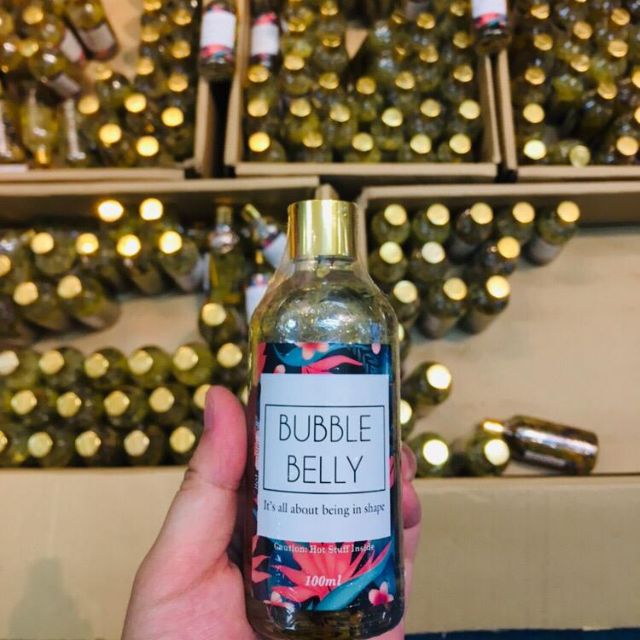 BUBBLE
BELLY
It's all about being in shape
Caution: Hot Stuff Inside
100ml